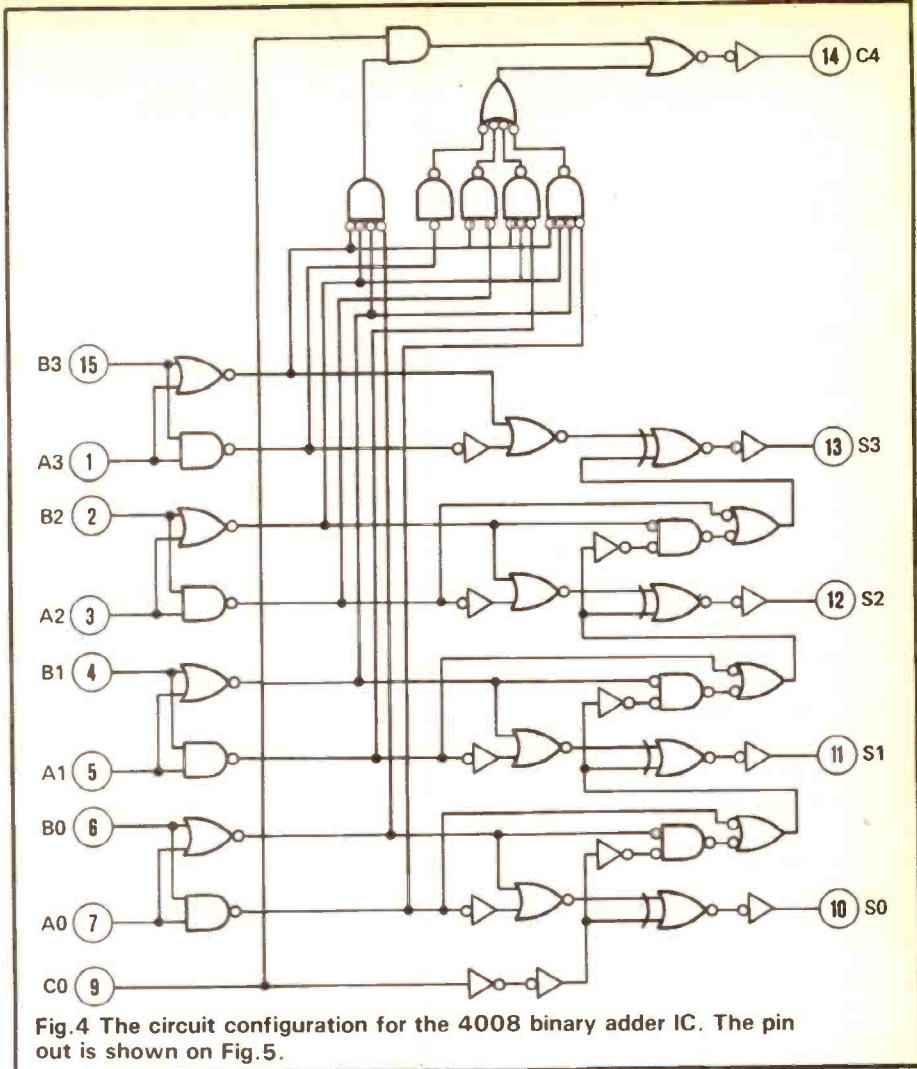 14 C4
B3 15
A3 1
13 S3
B2 2
A2 3
12 S2
B1 4
A1 5
11 S1
B0 6
A0 7
10 S0
C0 9
Fig.4 The circuit configuration for the 4008 binary adder IC. The pin
out is shown on Fig.5.